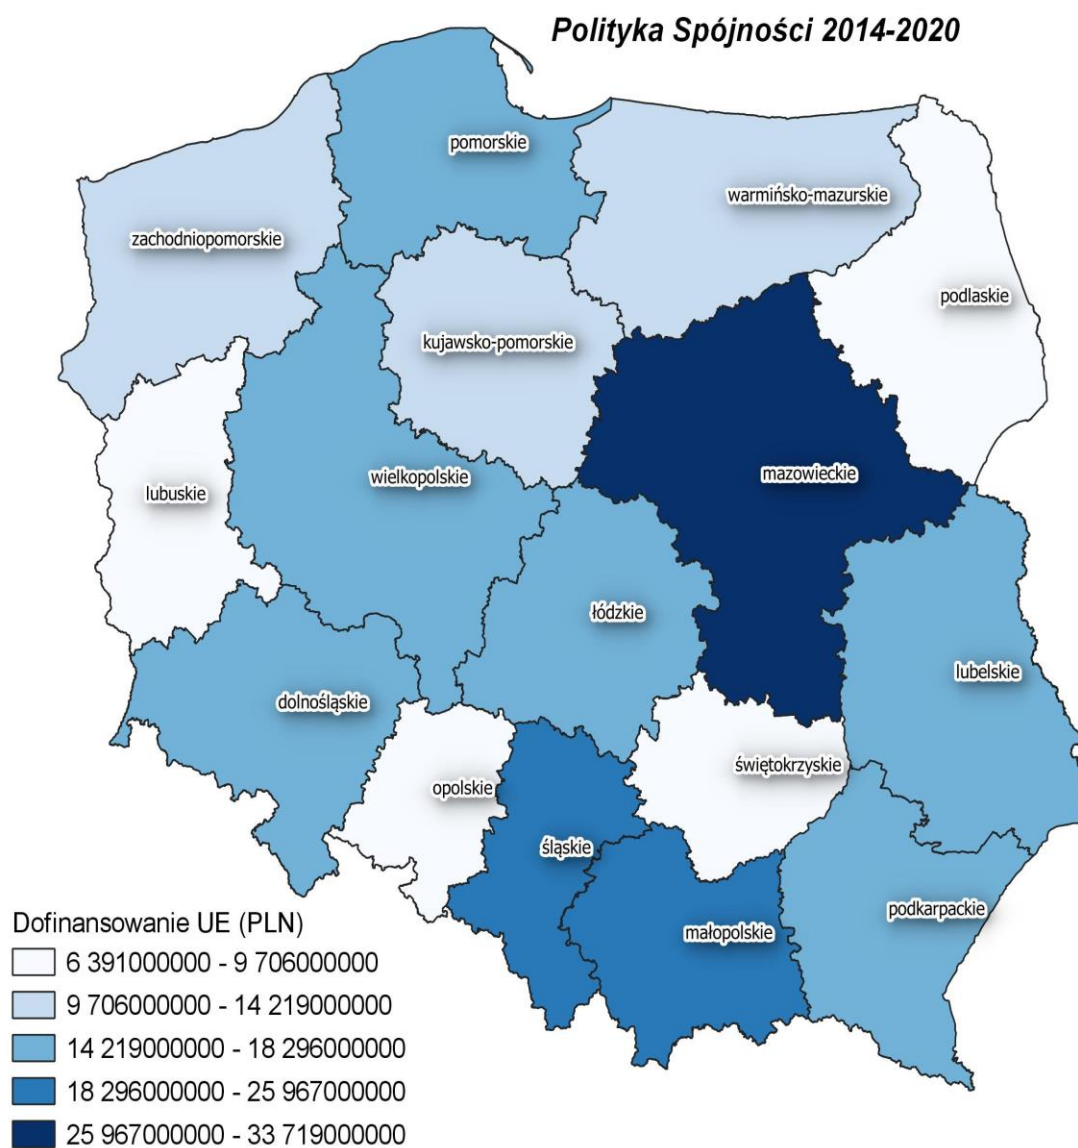 Polityka Spójności 2014-2020
pomorskie
warmińsko-mazurskie
zachodniopomorskie
podlaskie
kujawsko-pomorskie
wielkopolskie
mazowieckie
lubuskie
łódzkie
lubelskie
dolnośląskie
świętokrzyskie
opolskie
śląskie
podkarpackie
małopolskie
Dofinansowanie UE (PLN)
6 391000000 - 9 706000000
9 706000000 - 14 219000000
14 219000000 - 18 296000000
18 296000000 - 25 967000000
25 967000000 - 33 719000000